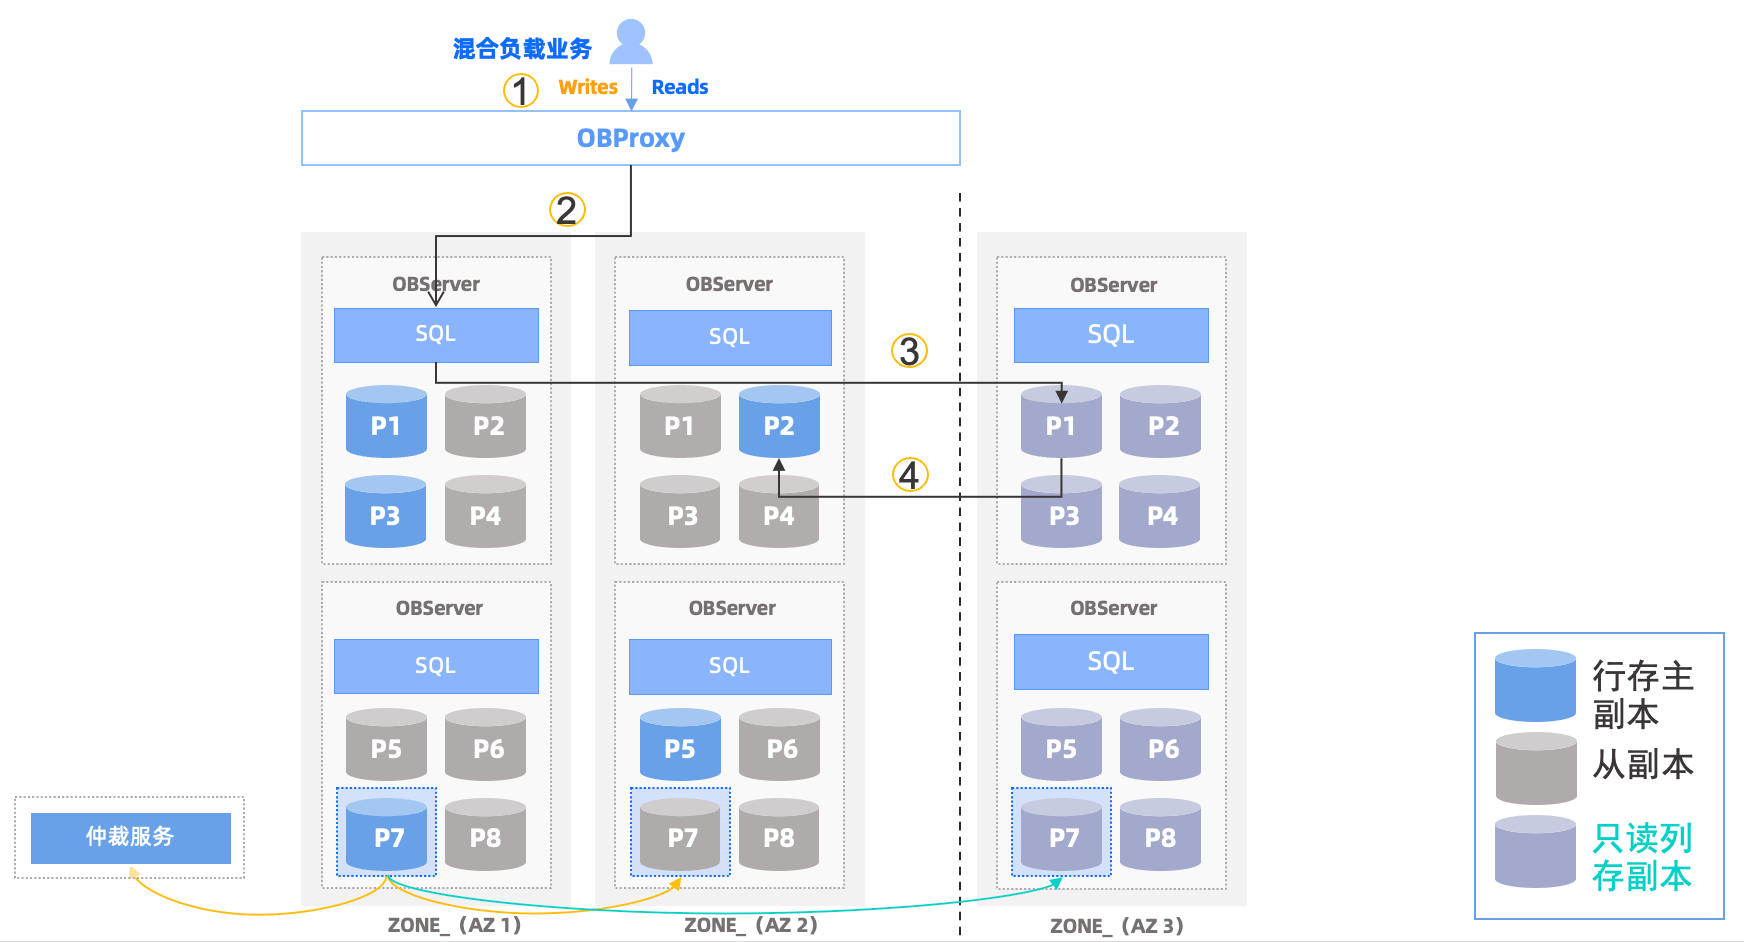 混合负载业务
① Writes Reads
OBProxy
②
OBServer
SQL
P1 P2
P3 P4
OBServer
SQL
P5 P6
P7 P8
ZONE_（AZ 1）
OBServer
SQL
P1 P2
P3 P4
OBServer
SQL
P5 P6
P7 P8
ZONE_（AZ 2）
③
④
OBServer
SQL
P1 P2
P3 P4
OBServer
SQL
P5 P6
P7 P8
ZONE_（AZ 3）
仲裁服务
行存主
副本
从副本
只读列
存副本